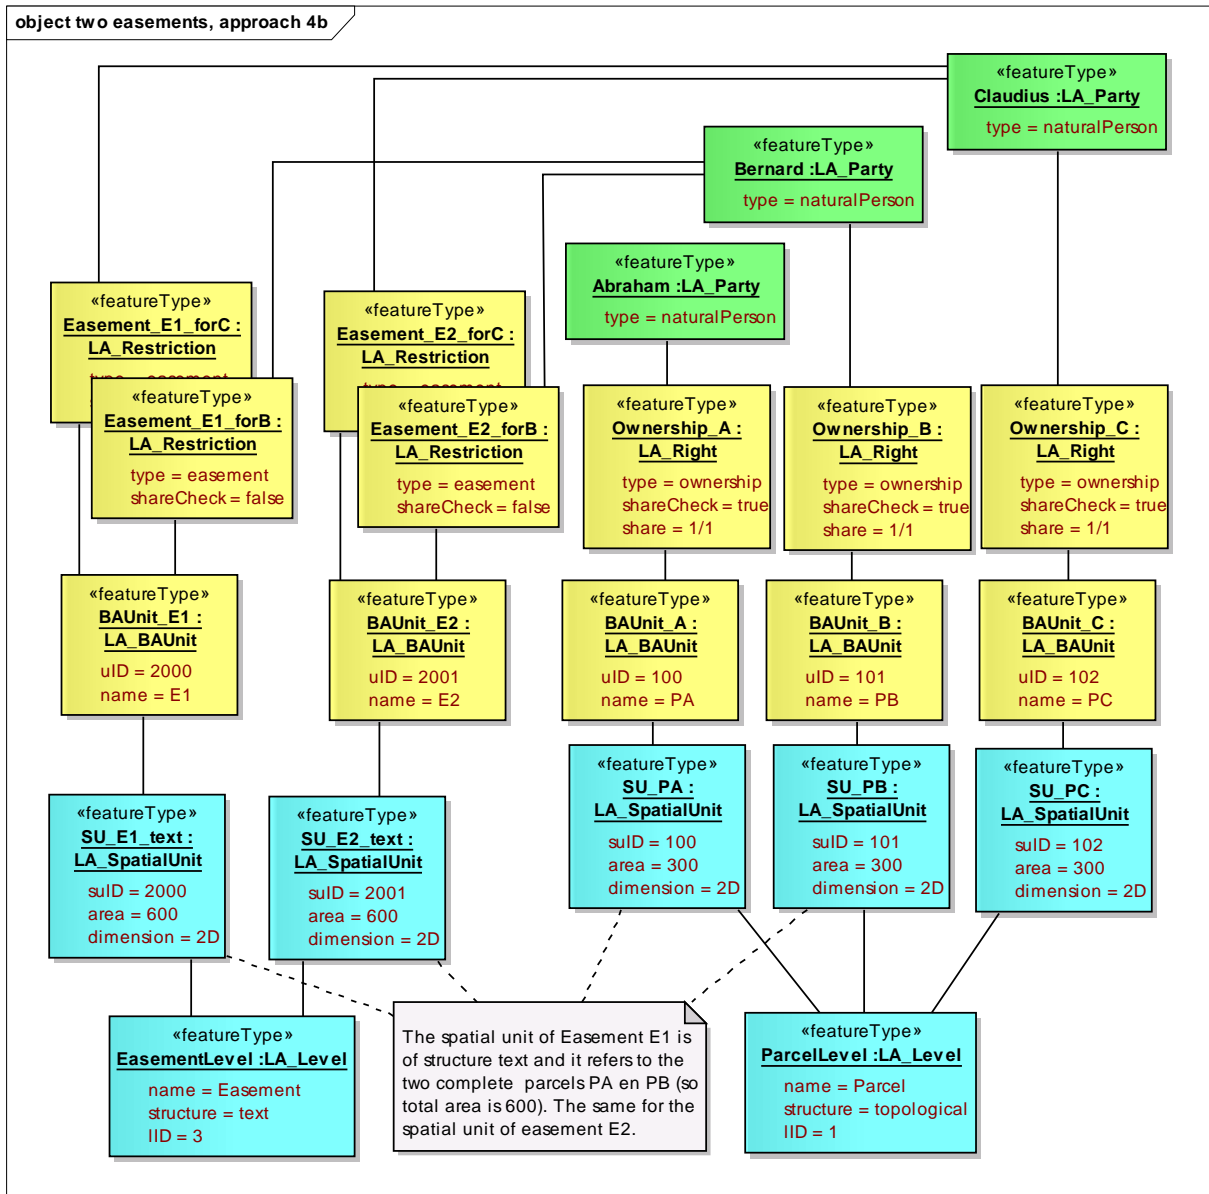 object two easements, approach 4b
«featureType»
Claudius :LA_Party
type = naturalPerson
«featureType»
Bernard :LA_Party
type = naturalPerson
«featureType»
Abraham :LA_Party
type = naturalPerson
«featureType»
Easement_E1_forC :
LA_Restriction
«featureType»
Easement_E1_forB :
LA_Restriction
type = easement
shareCheck = false
«featureType»
Easement_E2_forC :
LA_Restriction
«featureType»
Easement_E2_forB :
LA_Restriction
type = easement
shareCheck = false
«featureType»
Ownership_A :
LA_Right
type = ownership
shareCheck = true
share = 1/1
«featureType»
Ownership_B :
LA_Right
type = ownership
shareCheck = true
share = 1/1
«featureType»
Ownership_C :
LA_Right
type = ownership
shareCheck = true
share = 1/1
«featureType»
BAUnit_E1 :
LA_BAUnit
uID = 2000
name = E1
«featureType»
BAUnit_E2 :
LA_BAUnit
uID = 2001
name = E2
«featureType»
BAUnit_A :
LA_BAUnit
uID = 100
name = PA
«featureType»
BAUnit_B :
LA_BAUnit
uID = 101
name = PB
«featureType»
BAUnit_C :
LA_BAUnit
uID = 102
name = PC
«featureType»
SU_E1_text :
LA_SpatialUnit
suID = 2000
area = 600
dimension = 2D
«featureType»
SU_E2_text :
LA_SpatialUnit
suID = 2001
area = 600
dimension = 2D
«featureType»
SU_PA :
LA_SpatialUnit
suID = 100
area = 300
dimension = 2D
«featureType»
SU_PB :
LA_SpatialUnit
suID = 101
area = 300
dimension = 2D
«featureType»
SU_PC :
LA_SpatialUnit
suID = 102
area = 300
dimension = 2D
«featureType»
EasementLevel :LA_Level
name = Easement
structure = text
lID = 3
The spatial unit of Easement E1 is
of structure text and it refers to the
two complete parcels PA en PB (so
total area is 600). The same for the
spatial unit of easement E2.
«featureType»
ParcelLevel :LA_Level
name = Parcel
structure = topological
lID = 1